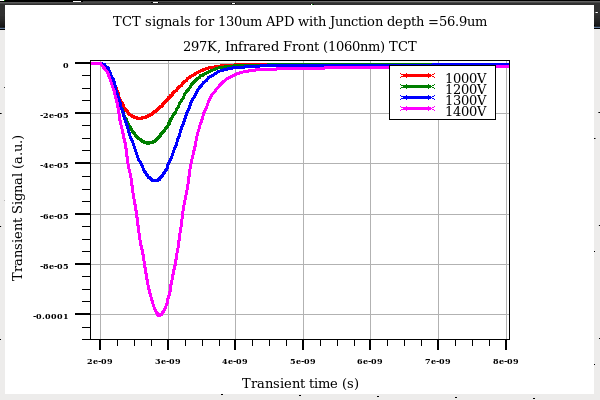 TCT signals for 130um APD with Junction depth =56.9um
297K, Infrared Front (1060nm) TCT
0
-2e-05
-4e-05
-6e-05
-8e-05
-0.0001
Transient Signal (a.u.)
1000V
1200V
1300V
1400V
2e-09 3e-09 4e-09 5e-09 6e-09 7e-09 8e-09
Transient time (s)